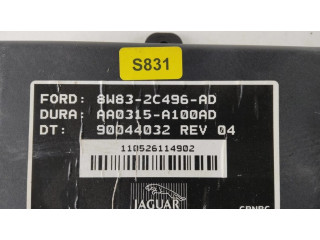 S831
FORD: 8W83-2C496-AD
DURA: AA0315-A100AD
DT: 90044032 REV 04
110526114902
JAGUAR